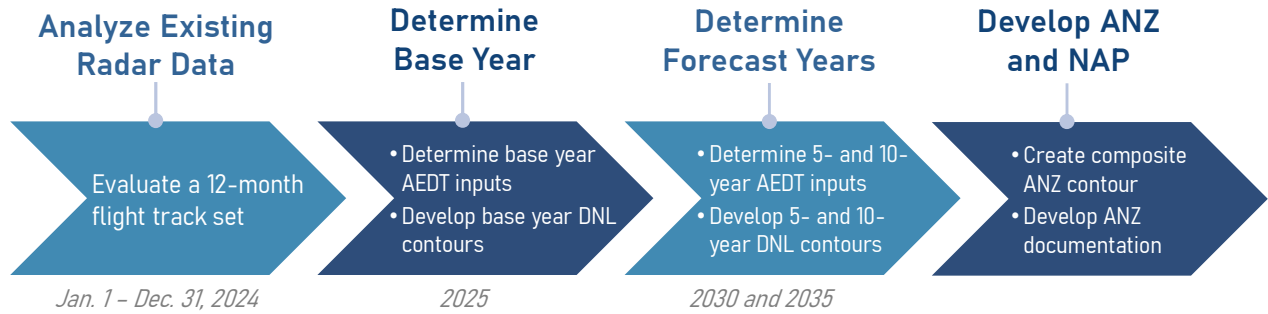 Analyze Existing
Radar Data
Evaluate a 12-month
flight track set
Jan. 1 – Dec. 31, 2024
Determine
Base Year
• Determine base year
AEDT inputs
• Develop base year DNL
contours
2025
Determine
Forecast Years
• Determine 5- and 10-
year AEDT inputs
• Develop 5- and 10-
year DNL contours
2030 and 2035
Develop ANZ
and NAP
• Create composite
ANZ contour
• Develop ANZ
documentation